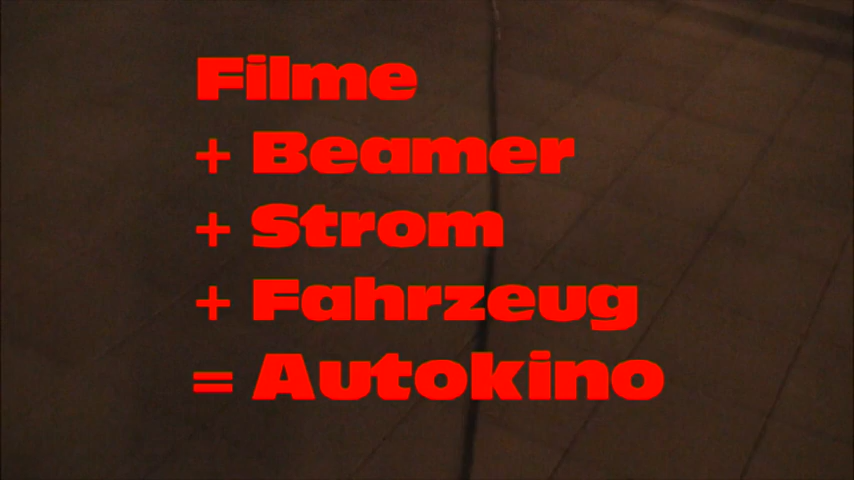 Filme
+ Beamer
+ Strom
+ Fahrzeug
= Autokino